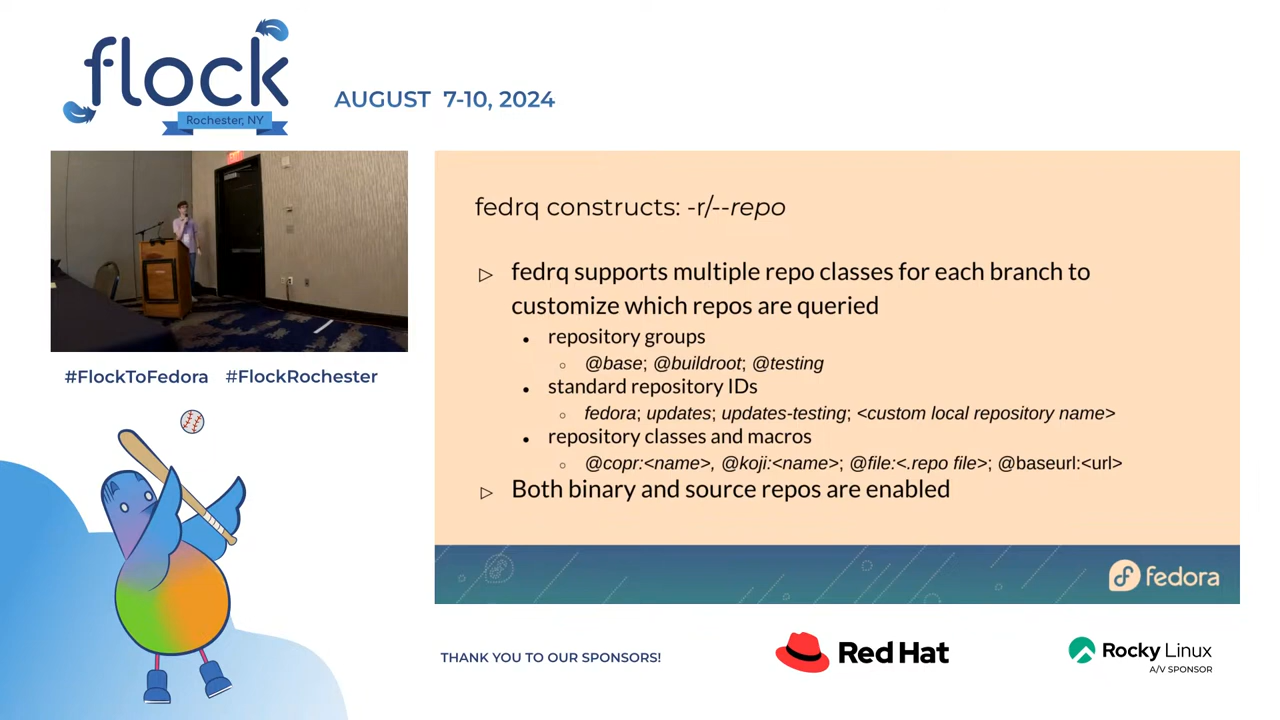 flock
Rochester, NY
AUGUST 7-10, 2024
#FlockToFedora #FlockRochester
fedrq constructs: -r/--repo
▷ fedrq supports multiple repo classes for each branch to
customize which repos are queried
• repository groups
○ @base; @buildroot; @testing
• standard repository IDs
○ fedora; updates; updates-testing; <custom local repository name>
• repository classes and macros
○ @copr:<name>, @koji:<name>; @file:<.repo file>; @baseurl:<url>
▷ Both binary and source repos are enabled
fedora
THANK YOU TO OUR SPONSORS!
Red Hat
Rocky Linux
A/V SPONSOR